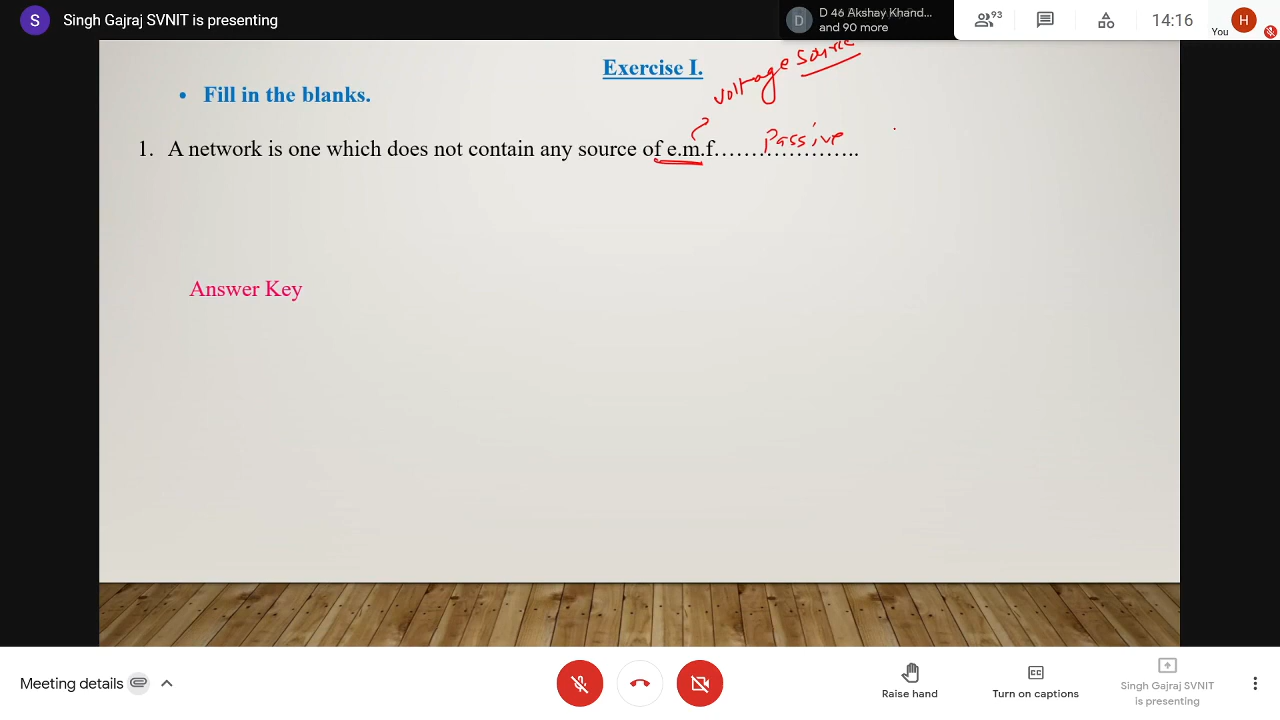 S Singh Gajraj SVNIT is presenting
D D 46 Akshay Khand...
and 90 more
93
14:16
You H
Exercise I.
voltage source
• Fill in the blanks.
Passive
1. A network is one which does not contain any source of e.m.f…………………..
Answer Key
Meeting details
Raise hand
CC
Turn on captions
Singh Gajraj SVNIT
is presenting